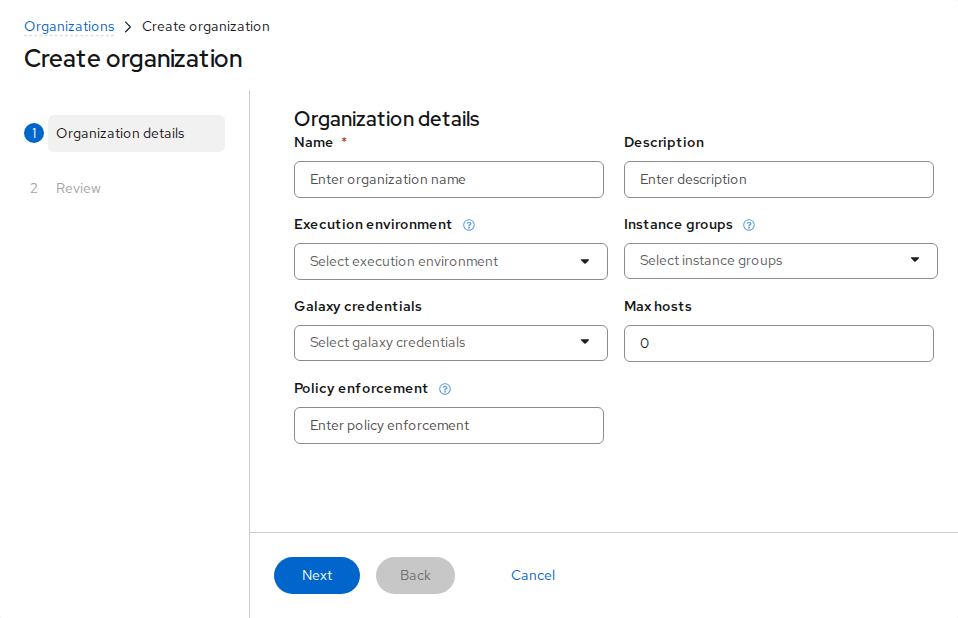 Organizations > Create organization
Create organization
1 Organization details
2 Review
Organization details
Name * Description
Enter organization name Enter description
Execution environment ? Instance groups ?
Select execution environment Select instance groups
Galaxy credentials Max hosts
Select galaxy credentials 0
Policy enforcement ?
Enter policy enforcement
Next Back Cancel